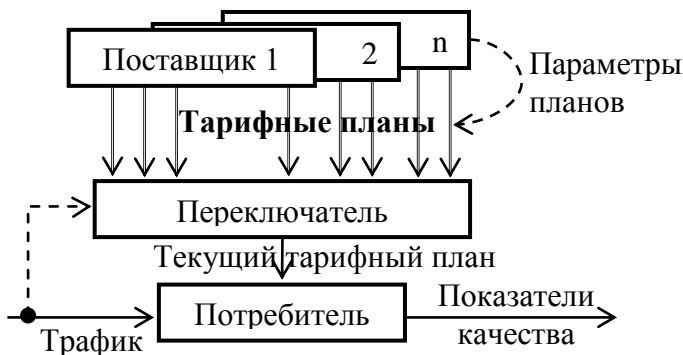 Поставщик 1
2
n
Параметры
планов
Тарифные планы
Переключатель
Текущий тарифный план
Потребитель
Трафик
Показатели
качества